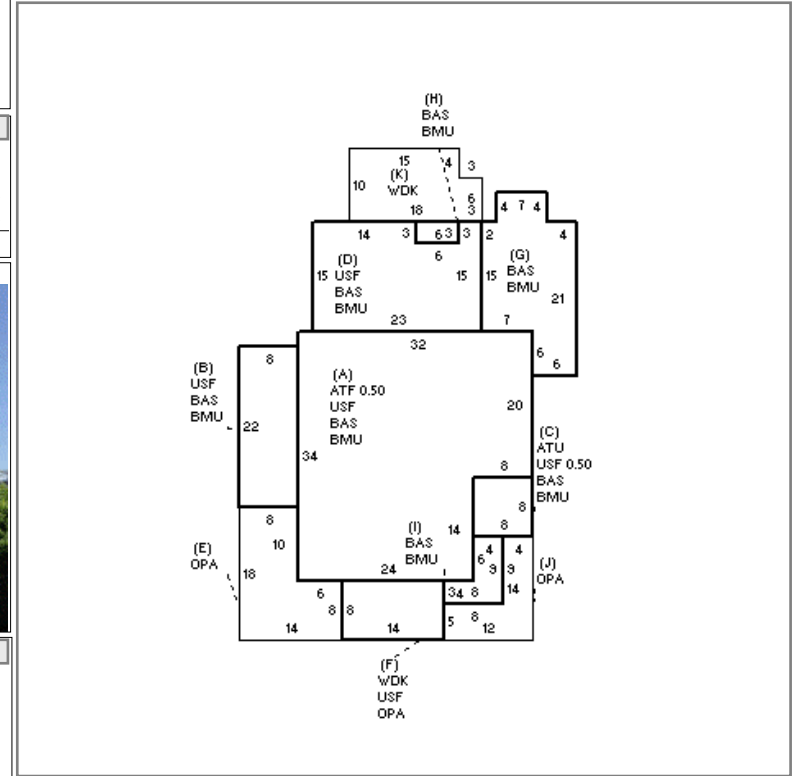 (H)
BAS
BMU
15 4 3
(K)
WDK
10
6
18 3
4 7 4
14 3 6 3 3 2 4
6
(D)
15 USF
BAS
BMU
15 15
(G)
BAS
BMU
21
23 7
32
6
6
8
(B)
USF
BAS
BMU
22
(A)
ATF 0.50
USF
BAS
BMU
20
34
(C)
ATU
USF 0.50
BAS
BMU
8
8
8
14
(I)
BAS
BMU
8
10
18
(E)
OPA
24
4 4
6 9 9
14
(J)
OPA
6
8 8
3 4 8
5 8
14 14 12
(F)
WDK
USF
OPA